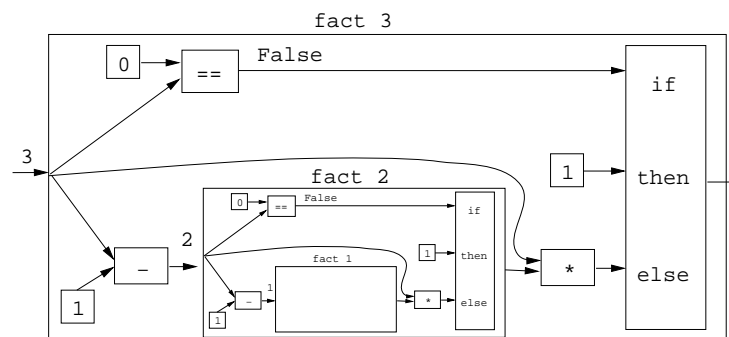 fact 3
0
==
False
if
3
1
then
fact 2
0
==
False
if
2
1
then
fact 1
-
1
-
1
*
else
*
else
1
1